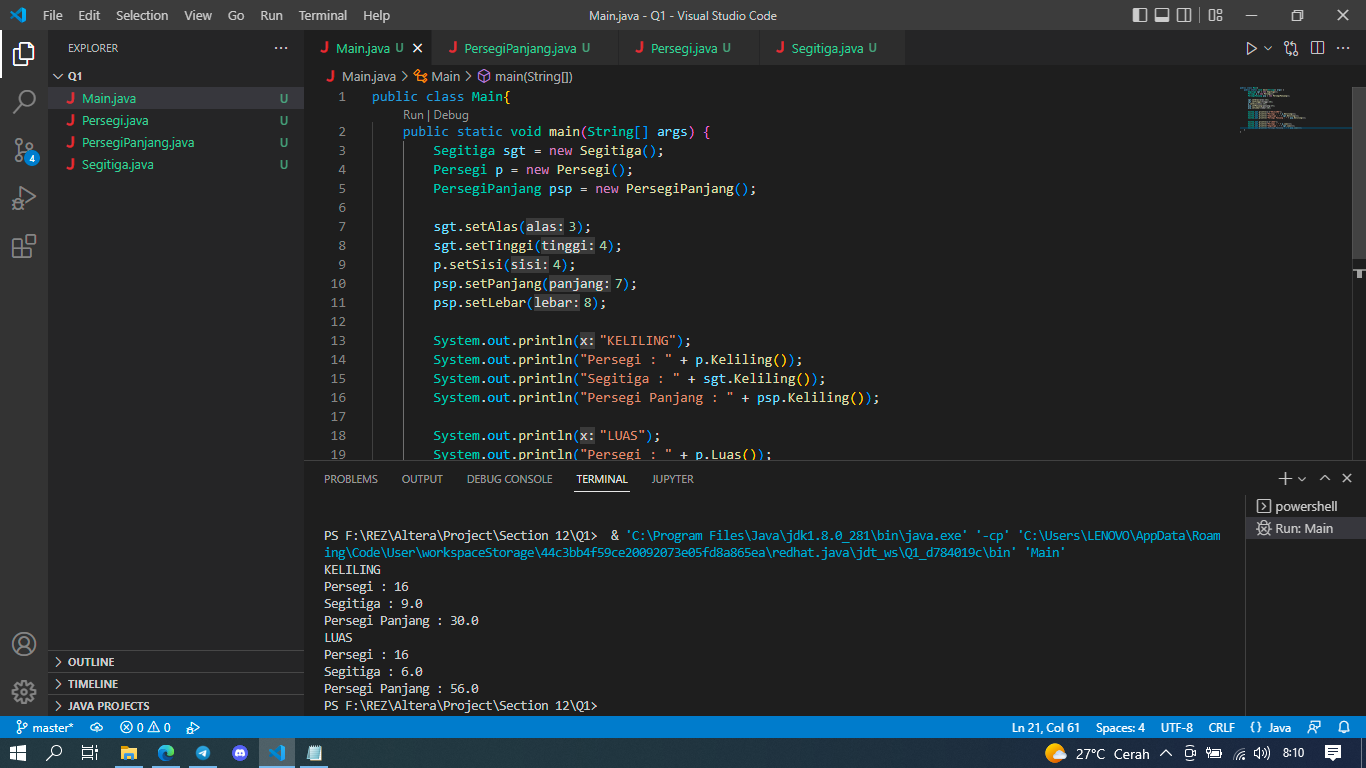 File Edit Selection View Go Run Terminal Help
Main.java - Q1 - Visual Studio Code
EXPLORER
Q1
Main.java U
Persegi.java U
PersegiPanjang.java U
Segitiga.java U
4
OUTLINE
TIMELINE
JAVA PROJECTS
Main.java U PersegiPanjang.java U Persegi.java U Segitiga.java U
Main.java > Main > main(String[])
1 public class Main{
Run | Debug
2 public static void main(String[] args) {
3 Segitiga sgt = new Segitiga();
4 Persegi p = new Persegi();
5 PersegiPanjang psp = new PersegiPanjang();
6
7 sgt.setAlas(alas: 3);
8 sgt.setTinggi(tinggi: 4);
9 p.setSisi(sisi: 4);
10 psp.setPanjang(panjang: 7);
11 psp.setLebar(lebar: 8);
12
13 System.out.println(x: "KELILING");
14 System.out.println("Persegi : " + p.Keliling());
15 System.out.println("Segitiga : " + sgt.Keliling());
16 System.out.println("Persegi Panjang : " + psp.Keliling());
17
18 System.out.println(x: "LUAS");
19 System.out.println("Persegi : " + p.Luas());
PROBLEMS OUTPUT DEBUG CONSOLE TERMINAL JUPYTER
powershell
Run: Main
PS F:\REZ\Altera\Project\Section 12\Q1> & 'C:\Program Files\Java\jdk1.8.0_281\bin\java.exe' '-cp' 'C:\Users\LENOVO\AppData\Roam
ing\Code\User\workspaceStorage\44c3bb4f59ce20092073e05fd8a865ea\redhat.java\jdt_ws\Q1_d784019c\bin' 'Main'
KELILING
Persegi : 16
Segitiga : 9.0
Persegi Panjang : 30.0
LUAS
Persegi : 16
Segitiga : 6.0
Persegi Panjang : 56.0
PS F:\REZ\Altera\Project\Section 12\Q1>
master* 0 0 Ln 21, Col 61 Spaces: 4 UTF-8 CRLF {} Java
27°C Cerah 8:10